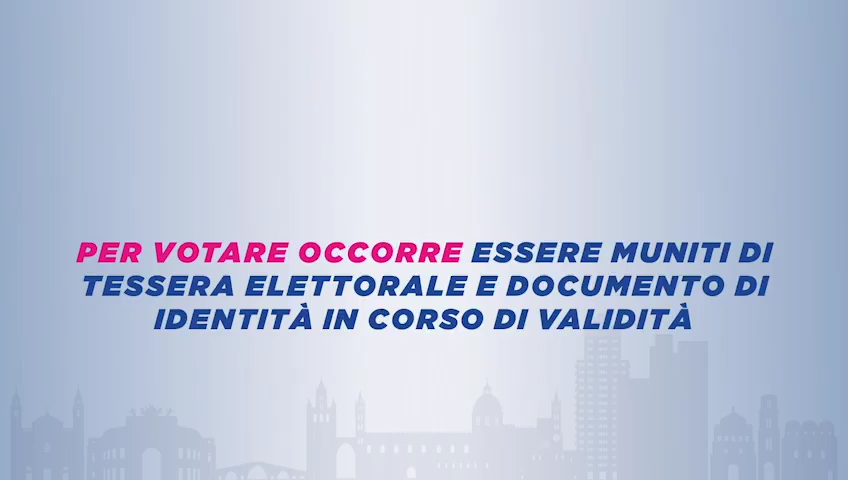 PER VOTARE OCCORRE ESSERE MUNITI DI
TESSERA ELETTORALE E DOCUMENTO DI
IDENTITÀ IN CORSO DI VALIDITÀ